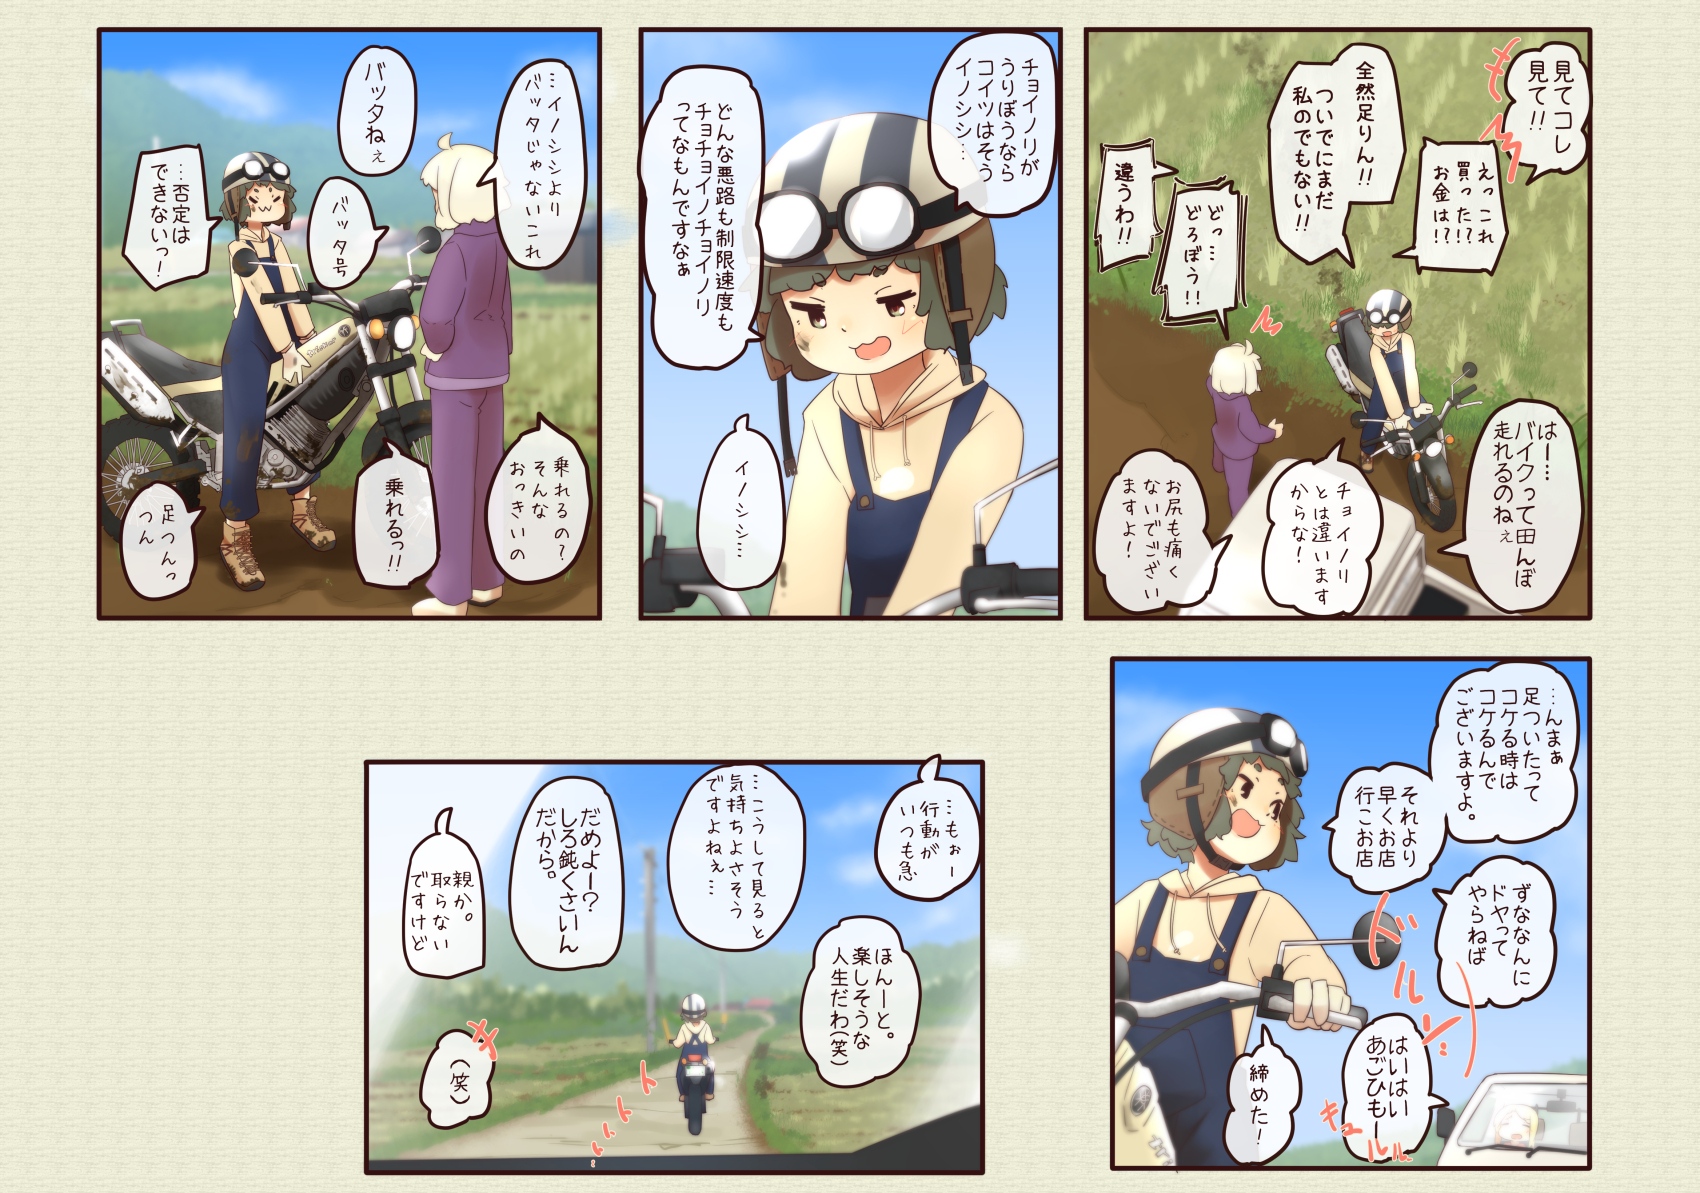 見てコレ
見て!!
えっこれ
買った!?
お金は!?
全然足りん!!
ついでにまだ
私のでもない!!
どっ…
どろぼう!!
違うわ!!
はー…
バイクって田んぼ
走れるのねぇ
チョイノリ
とは違います
からな!
お尻も痛く
ないでござい
ますよ!
チョイノリが
うりぼうなら
コイツはそう
イノシシ…
どんな悪路も制限速度も
チョチョイノチョイノリ
ってなもんですなぁ
イノシシ…
…イノシシより
バッタじゃないこれ
バッタねぇ
バッタ号
…否定は
できないっ!
乗れるの?
そんな
おっきいの
乗れるっ!!
足つんっ
つん
…んまぁ
足ついたって
コケる時は
コケるんで
ございますよ。
それより
早くお店
行こお店
ずななんに
ドヤって
やらねば
ドルンッ
はいはい
あごひもー
キュルルル
締めた!
…もぉー
行動が
いつも急
ほんーと。
楽しそうな
人生だわ(笑)
…こうして見ると
気持ちよさそう
ですよねぇ…
だめよー?
しろ鈍くさいん
だから。
親か。
取らない
ですけど
(笑)
トトトト